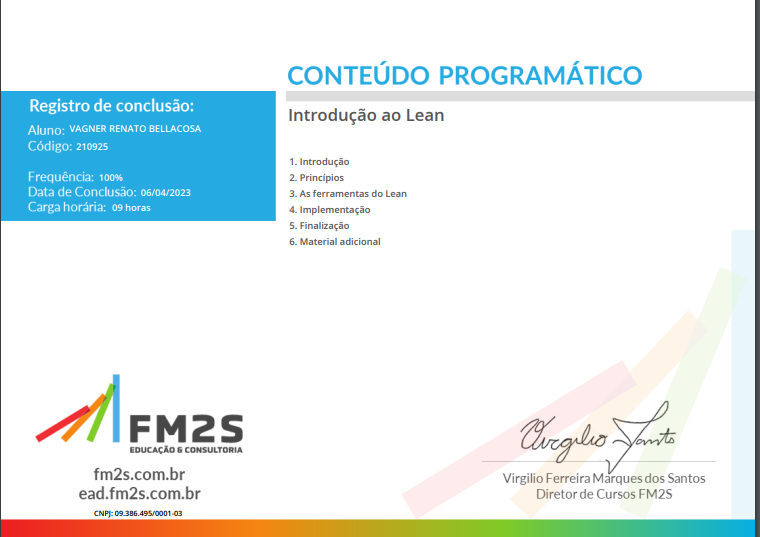 CONTEÚDO PROGRAMÁTICO
Registro de conclusão:
Aluno: VAGNER RENATO BELLACOSA
Código: 210925
Frequência: 100%
Data de Conclusão: 06/04/2023
Carga horária: 09 horas
Introdução ao Lean
1. Introdução
2. Princípios
3. As ferramentas do Lean
4. Implementação
5. Finalização
6. Material adicional
FM2S
EDUCAÇÃO & CONSULTORIA
fm2s.com.br
ead.fm2s.com.br
CNPJ: 09.386.495/0001-03
Virgilio Santos
Virgilio Ferreira Marques dos Santos
Diretor de Cursos FM2S